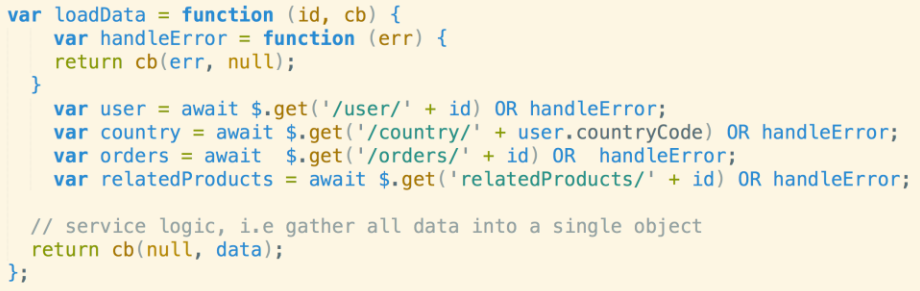 var loadData = function (id, cb) {
var handleError = function (err) {
return cb(err, null);
}
var user = await $.get('/user/' + id) OR handleError;
var country = await $.get('/country/' + user.countryCode) OR handleError;
var orders = await  $.get('/orders/' + id) OR  handleError;
var relatedProducts = await $.get('relatedProducts/' + id) OR handleError;
// service logic, i.e gather all data into a single object
return cb(null, data);
};